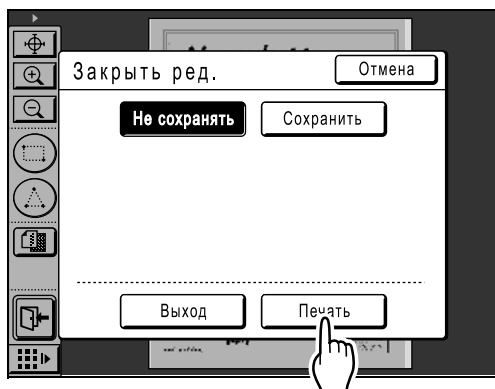 Закрыть ред. Отмена
Не сохранять Сохранить
Выход Печать